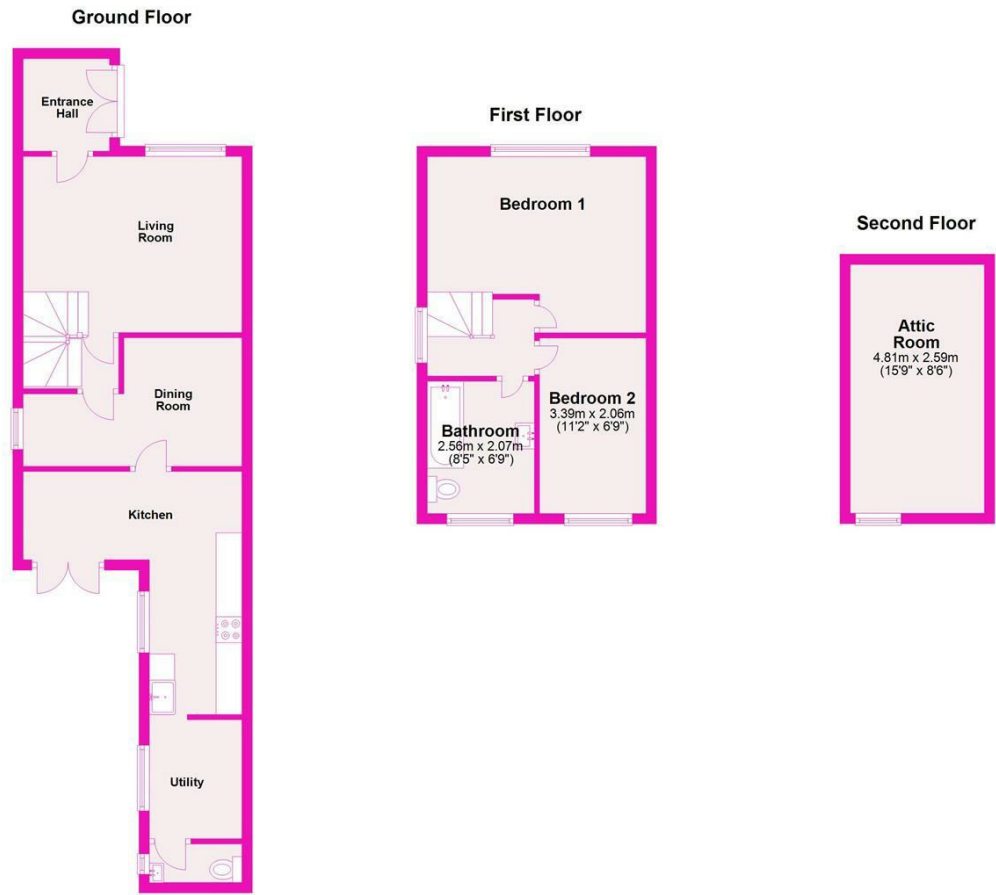 Ground Floor
Entrance
Hall
Living
Room
Dining
Room
Kitchen
Utility
First Floor
Bedroom 1
Bedroom 2
3.39m x 2.06m
(11'2" x 6'9")
Bathroom
2.56m x 2.07m
(8'5" x 6'9")
Second Floor
Attic
Room
4.81m x 2.59m
(15'9" x 8'6")